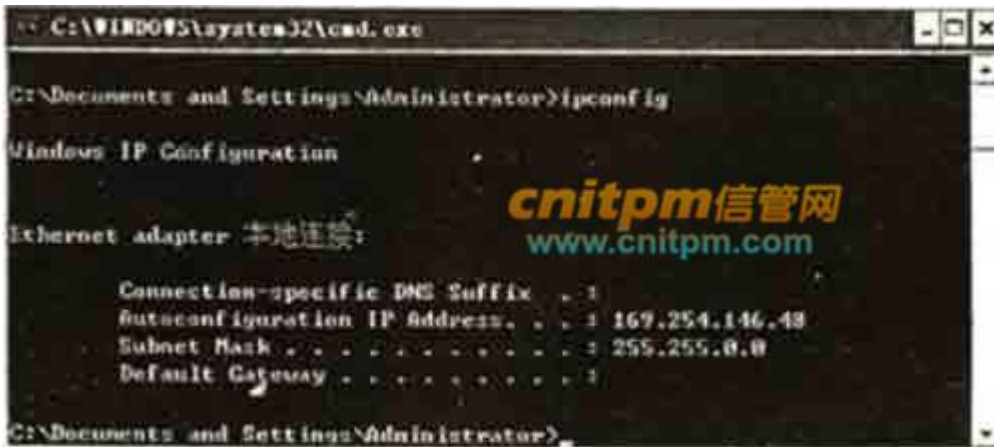 C:\WINDOWS\system32\cmd.exe
C:\Documents and Settings\Administrator>ipconfig
Windows IP Configuration
cnitpm信管网
www.cnitpm.com
Ethernet adapter 本地连接:
Connection-specific DNS Suffix . :
Autoconfiguration IP Address. . . : 169.254.146.48
Subnet Mask . . . . . . . . . . . : 255.255.0.0
Default Gateway . . . . . . . . . :
C:\Documents and Settings\Administrator>_